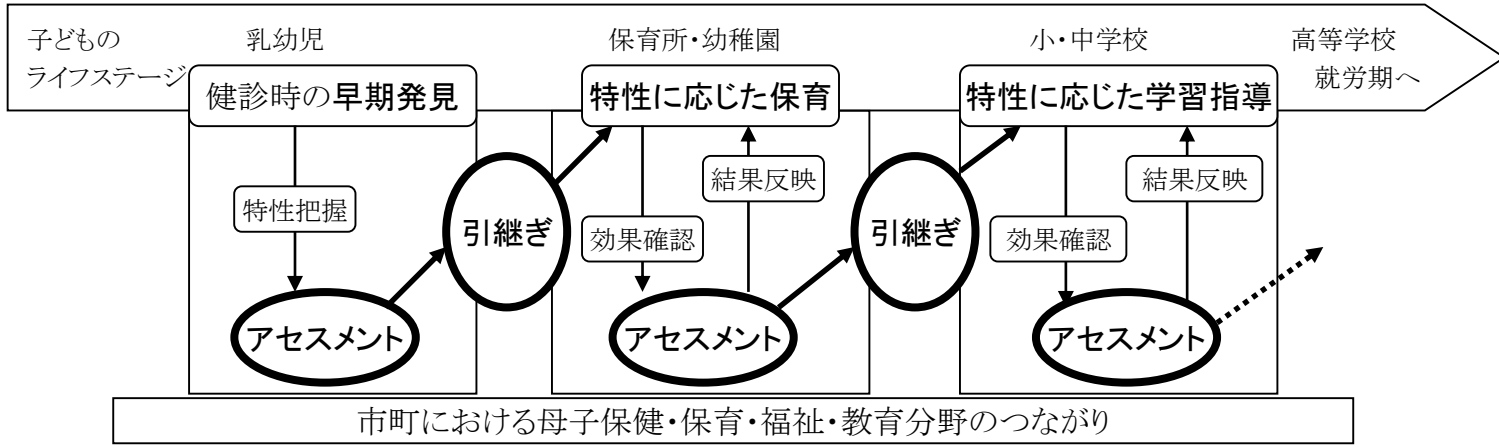 子どもの
ライフステージ
乳幼児
保育所・幼稚園
小・中学校
高等学校
就労期へ
健診時の早期発見
特性に応じた保育
特性に応じた学習指導
特性把握
引継ぎ
効果確認
結果反映
引継ぎ
効果確認
結果反映
アセスメント
アセスメント
アセスメント
市町における母子保健・保育・福祉・教育分野のつながり